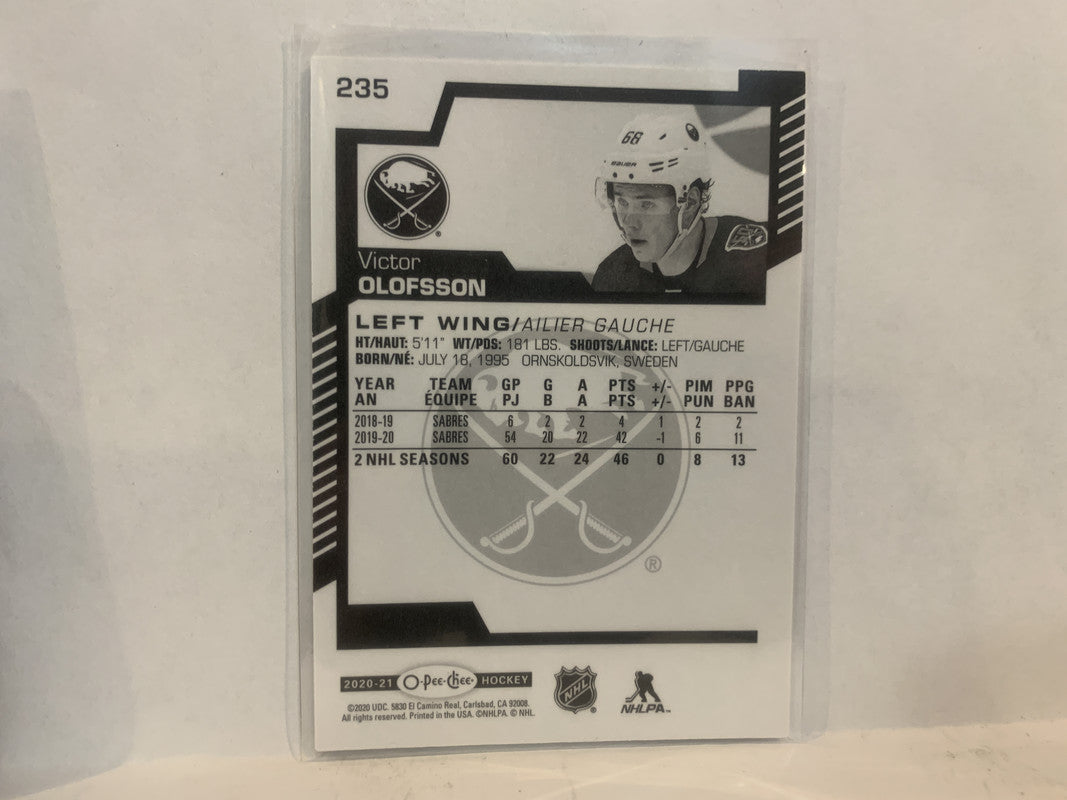 235
68
BAUER
Victor
OLOFSSON
LEFT WING/AILIER GAUCHE
HT/HAUT: 5'11" WT/PDS: 181 LBS. SHOOTS/LANCE: LEFT/GAUCHE
BORN/NÉ: JULY 18, 1995 ORNSKOLDSVIK, SWEDEN
YEAR TEAM GP G A PTS +/- PIM PPG
AN ÉQUIPE PJ B A PTS +/- PUN BAN
2018-19 SABRES 6 2 2 4 1 2 2
2019-20 SABRES 54 20 22 42 -1 6 11
2 NHL SEASONS 60 22 24 46 0 8 13
®
2020-21 O-Pee-Chee® HOCKEY
NHL
NHLPA™
©2020 UDC. 5830 El Camino Real, Carlsbad, CA 92008.
All rights reserved. Printed in the USA. ©NHLPA. © NHL.